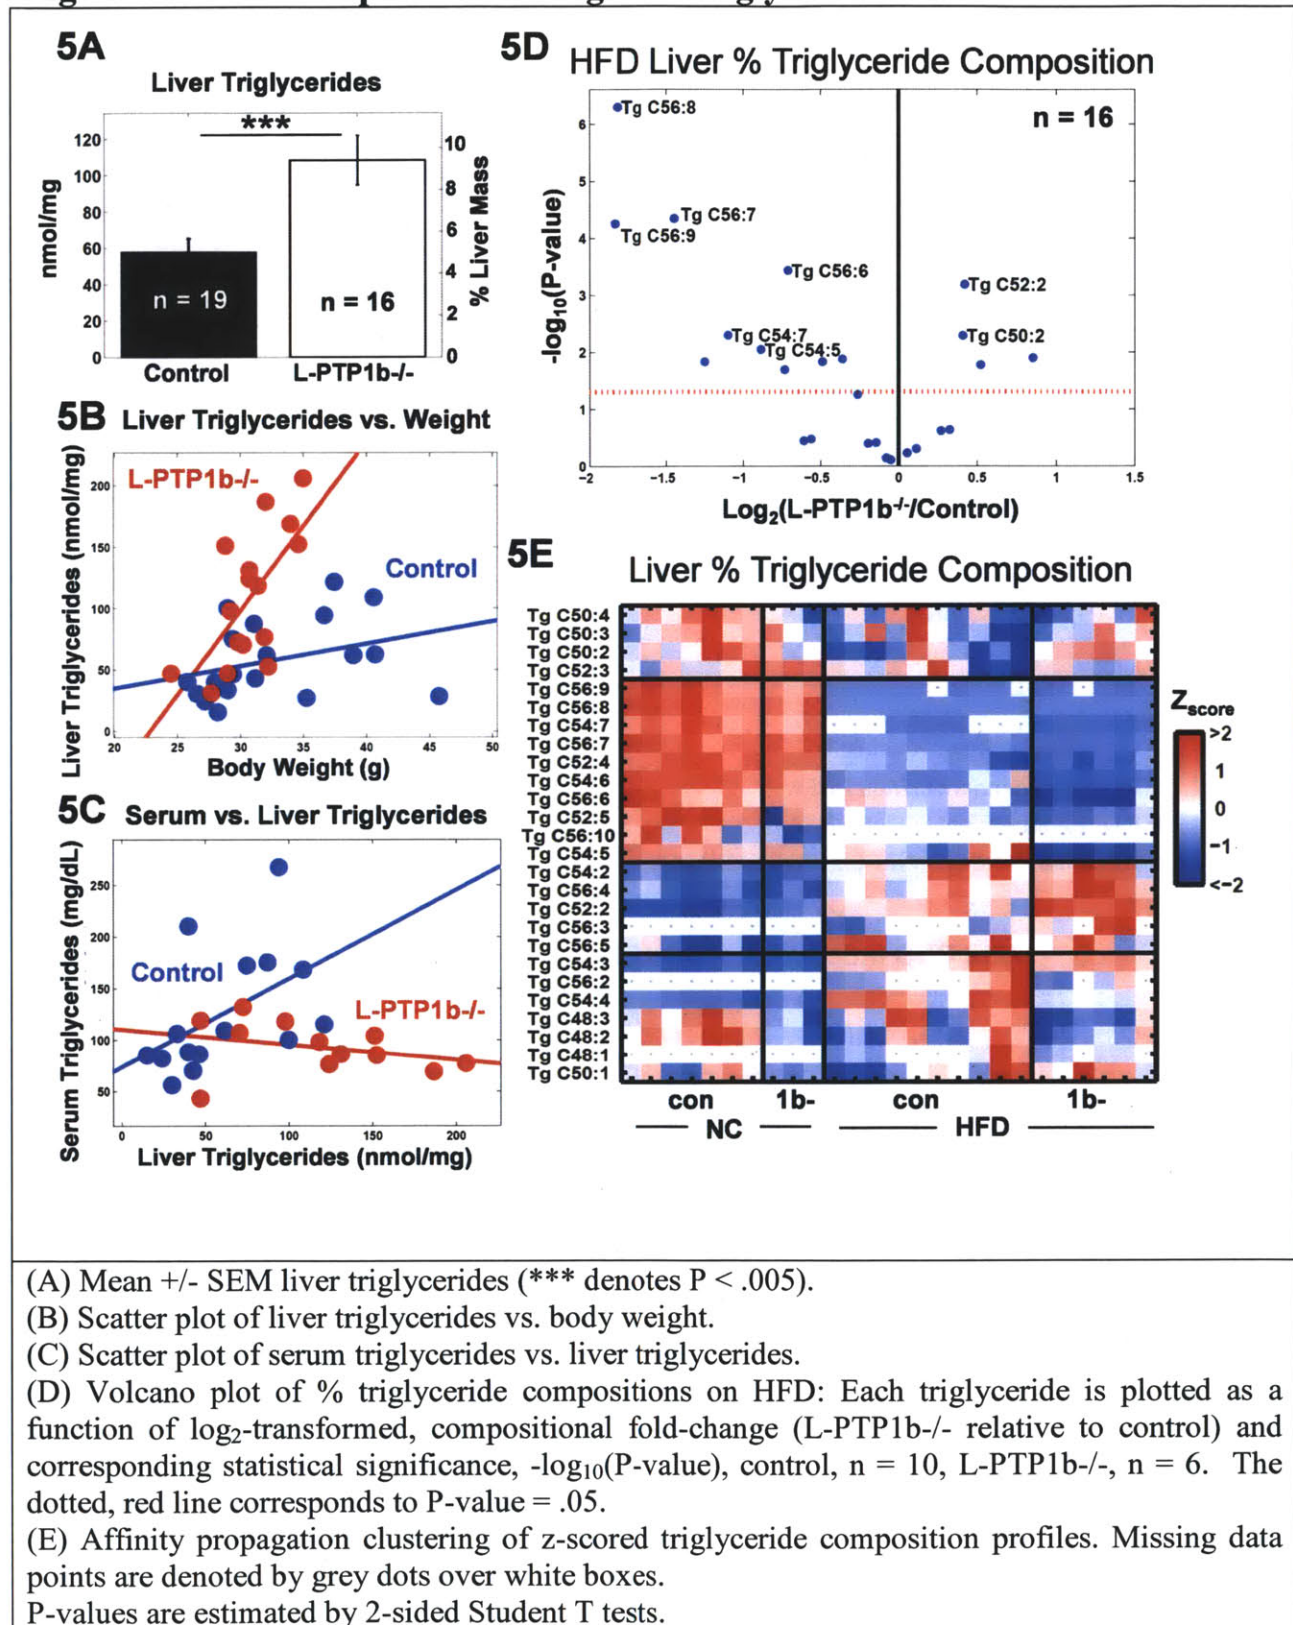 5A
Liver Triglycerides
***
nmol/mg
120
100
80
60
40
20
0
n = 19
n = 16
10
8
6
4
2
0
% Liver Mass
Control
L-PTP1b-/-
5B Liver Triglycerides vs. Weight
Liver Triglycerides (nmol/mg)
200
150
100
50
0
L-PTP1b-/-
Control
20 25 30 35 40 45 50
Body Weight (g)
5C Serum vs. Liver Triglycerides
Serum Triglycerides (mg/dL)
250
200
150
100
50
Control
L-PTP1b-/-
0 50 100 150 200
Liver Triglycerides (nmol/mg)
5D HFD Liver % Triglyceride Composition
n = 16
-log10(P-value)
6
5
4
3
2
1
0
Tg C56:8
Tg C56:7
Tg C56:9
Tg C56:6
Tg C52:2
Tg C54:7
Tg C50:2
Tg C54:5
−2 −1.5 −1 −0.5 0 0.5 1 1.5
Log2(L-PTP1b-/-/Control)
5E
Liver % Triglyceride Composition
Tg C50:4
Tg C50:3
Tg C50:2
Tg C52:3
Tg C56:9
Tg C56:8
Tg C54:7
Tg C56:7
Tg C52:4
Tg C54:6
Tg C56:6
Tg C52:5
Tg C56:10
Tg C54:5
Tg C54:2
Tg C56:4
Tg C52:2
Tg C56:3
Tg C56:5
Tg C54:3
Tg C56:2
Tg C54:4
Tg C48:3
Tg C48:2
Tg C48:1
Tg C50:1
Zscore
>2
1
0
−1
<−2
con 1b- con 1b-
NC HFD
(A) Mean +/- SEM liver triglycerides (*** denotes P < .005).
(B) Scatter plot of liver triglycerides vs. body weight.
(C) Scatter plot of serum triglycerides vs. liver triglycerides.
(D) Volcano plot of % triglyceride compositions on HFD: Each triglyceride is plotted as a
function of log2-transformed, compositional fold-change (L-PTP1b-/- relative to control) and
corresponding statistical significance, -log10(P-value), control, n = 10, L-PTP1b-/-, n = 6. The
dotted, red line corresponds to P-value = .05.
(E) Affinity propagation clustering of z-scored triglyceride composition profiles. Missing data
points are denoted by grey dots over white boxes.
P-values are estimated by 2-sided Student T tests.